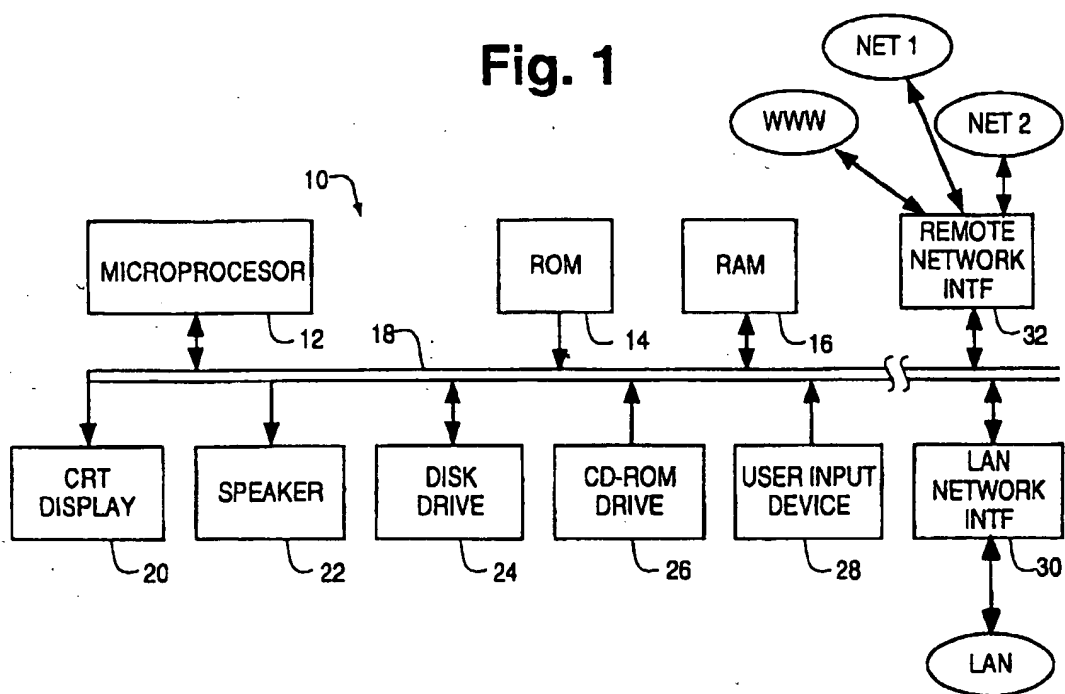 Fig. 1
NET 1
WWW
NET 2
10
MICROPROCESOR
12
ROM
14
RAM
16
REMOTE
NETWORK
INTF
32
18
CRT
DISPLAY
20
SPEAKER
22
DISK
DRIVE
24
CD-ROM
DRIVE
26
USER INPUT
DEVICE
28
LAN
NETWORK
INTF
30
LAN